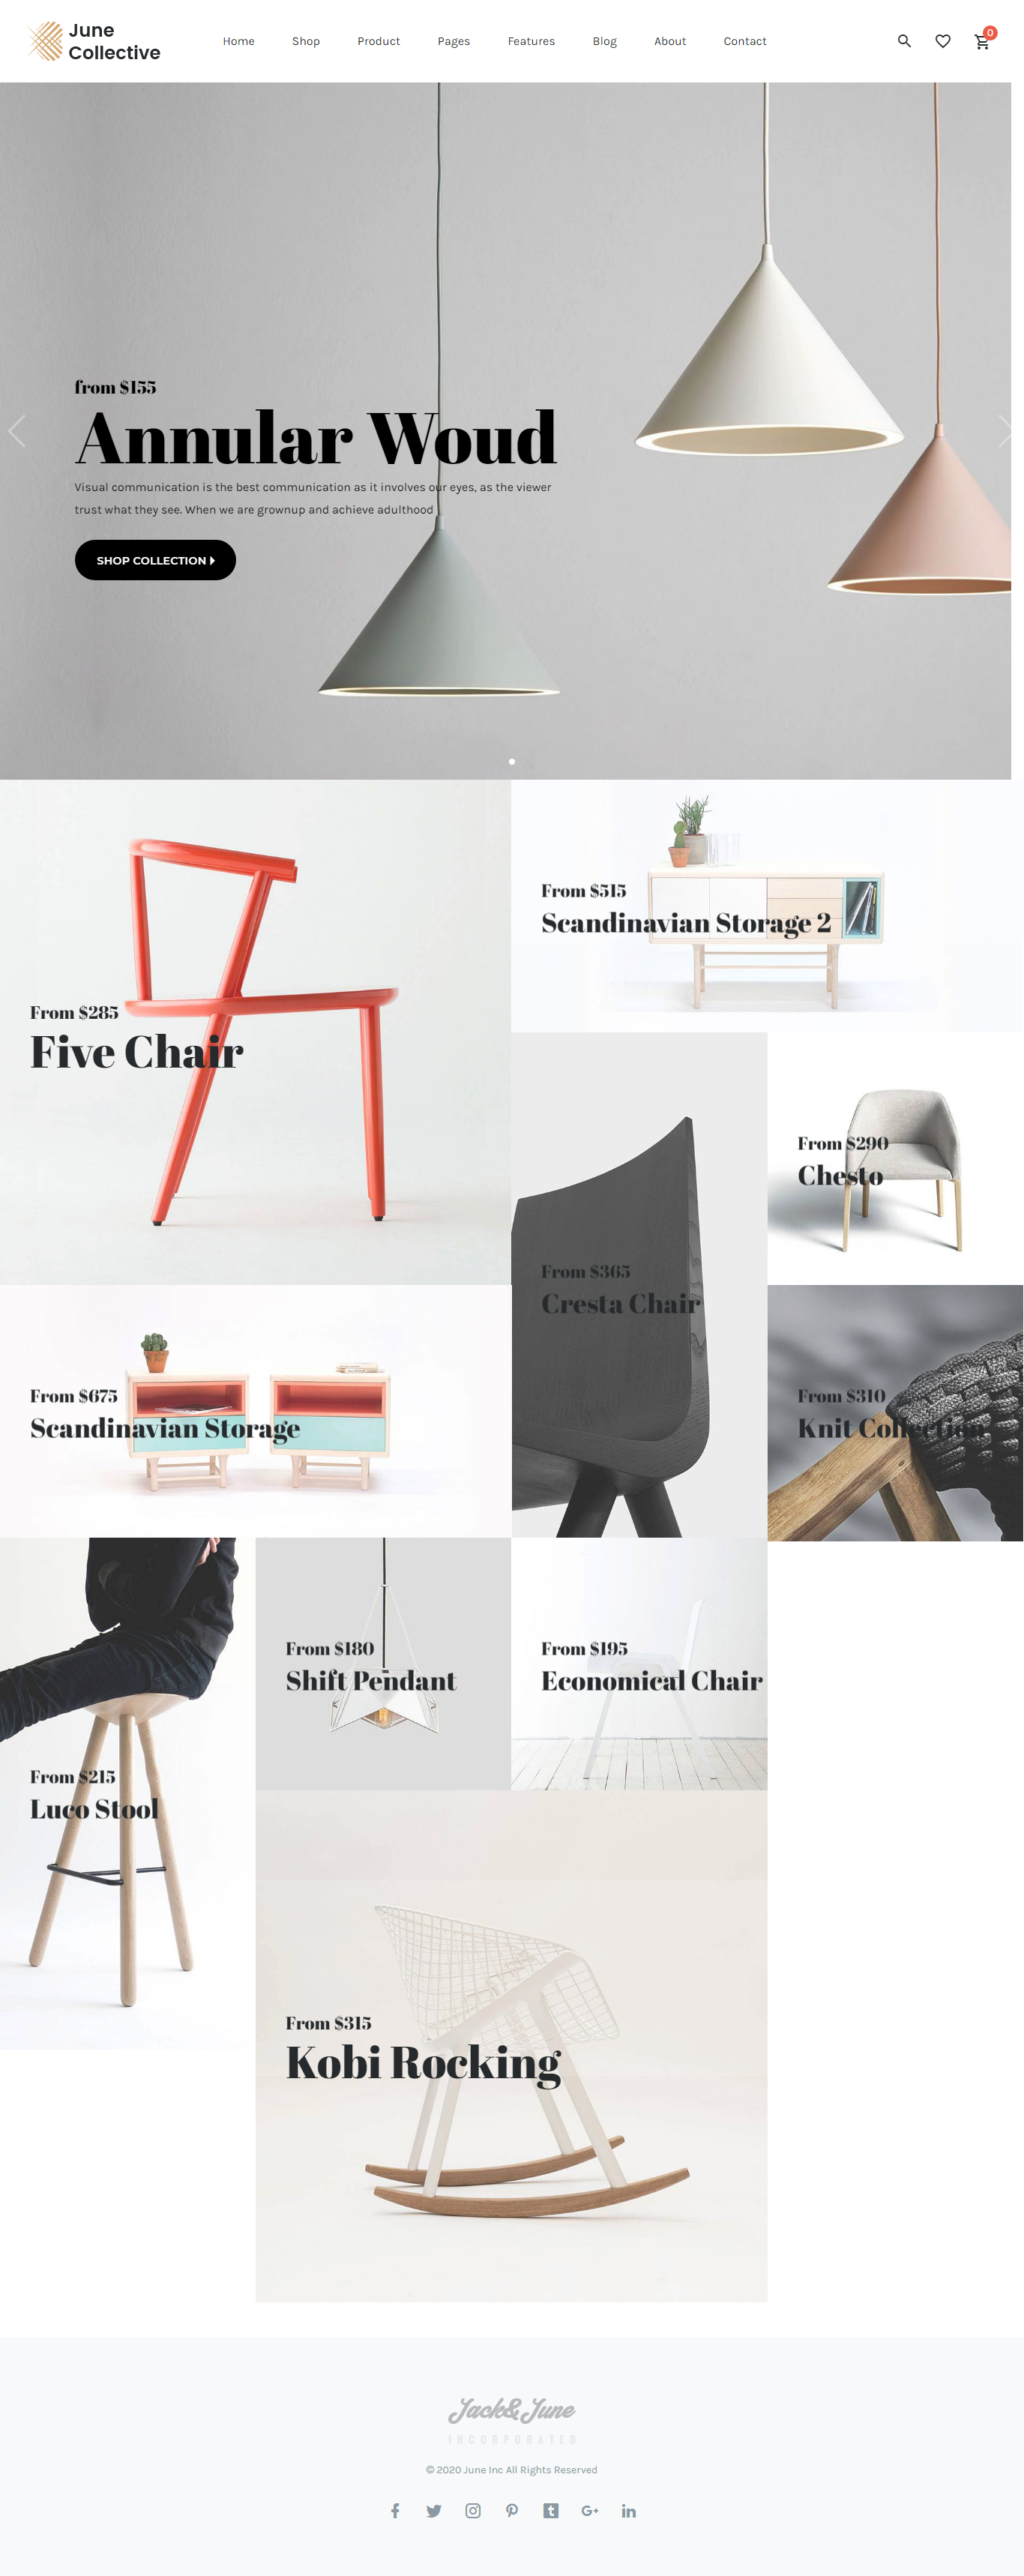 June
Collective
Home Shop Product Pages Features Blog About Contact
0
from $155
Annular Woud
Visual communication is the best communication as it involves our eyes, as the viewer
trust what they see. When we are grownup and achieve adulthood
SHOP COLLECTION
From $515
Scandinavian Storage 2
From $285
Five Chair
From $290
Chesto
From $365
Cresta Chair
From $675
Scandinavian Storage
From $310
Knit Collection
From $180
Shift Pendant
From $195
Economical Chair
From $215
Luco Stool
From $315
Kobi Rocking
Jack&June
INCORPORATED
© 2020 June Inc All Rights Reserved